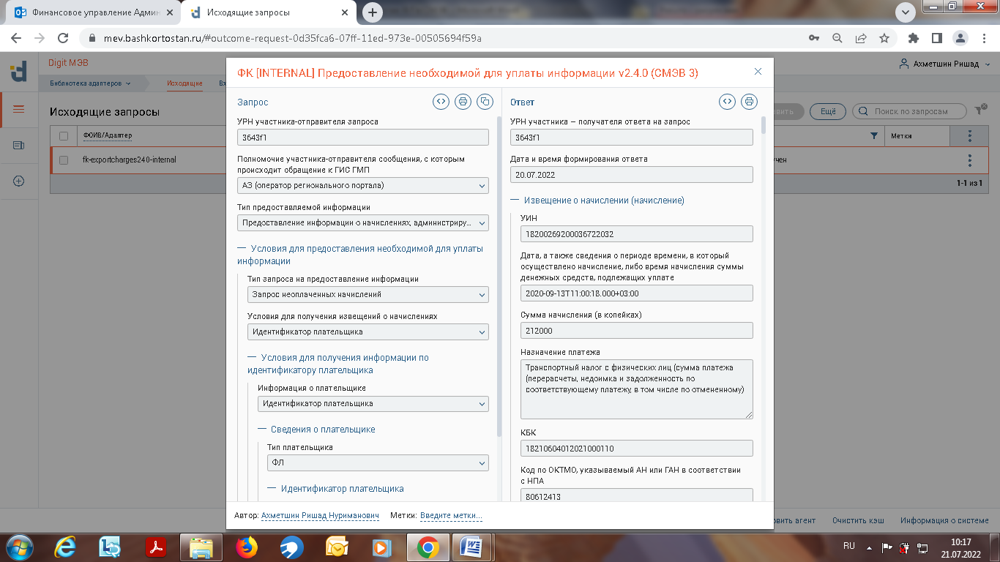 Финансовое управление Админ
Исходящие запросы
mev.bashkortostan.ru/#outcome-request-0d35fca6-07ff-11ed-973e-00505694f59a
Digit МЭВ
Ахметшин Ришад
Библиотека адаптеров
Исходящие
Вх
Исходящие запросы
вить
Ещё
Поиск по запросам
ФОИВ/Адаптер
Метки
fk-exportcharges240-internal
учен
1-1 из 1
ФК [INTERNAL] Предоставление необходимой для уплаты информации v2.4.0 (СМЭВ 3)
Запрос
УРН участника-отправителя запроса
3643f1
Полномочие участника-отправителя сообщения, с которым
происходит обращение к ГИС ГМП
АЗ (оператор регионального портала)
Тип предоставляемой информации
Предоставление информации о начислениях, администриру...
— Условия для предоставления необходимой для уплаты
информации
Тип запроса на предоставление информации
Запрос неоплаченных начислений
Условия для получения извещений о начислениях
Идентификатор плательщика
— Условия для получения информации по
идентификатору плательщика
Информация о плательщике
Идентификатор плательщика
— Сведения о плательщике
Тип плательщика
ФЛ
— Идентификатор плательщика
Ответ
УРН участника – получателя ответа на запрос
3643f1
Дата и время формирования ответа
20.07.2022
— Извещение о начислении (начисление)
УИН
18200269200036722032
Дата, а также сведения о периоде времени, в который
осуществлено начисление, либо время начисления суммы
денежных средств, подлежащих уплате
2020-09-13T11:00:18.000+03:00
Сумма начисления (в копейках)
212000
Назначение платежа
Транспортный налог с физических лиц (сумма платежа
(перерасчеты, недоимка и задолженность по
соответствующему платежу, в том числе по отмененному)
КБК
18210604012021000110
Код по ОКТМО, указываемый АН или ГАН в соответствии
с НПА
80612413
Автор: Ахметшин Ришад Нуриманович
Метки: Введите метки...
овить агент
Очистить кэш
Информация о системе
RU
10:17
21.07.2022